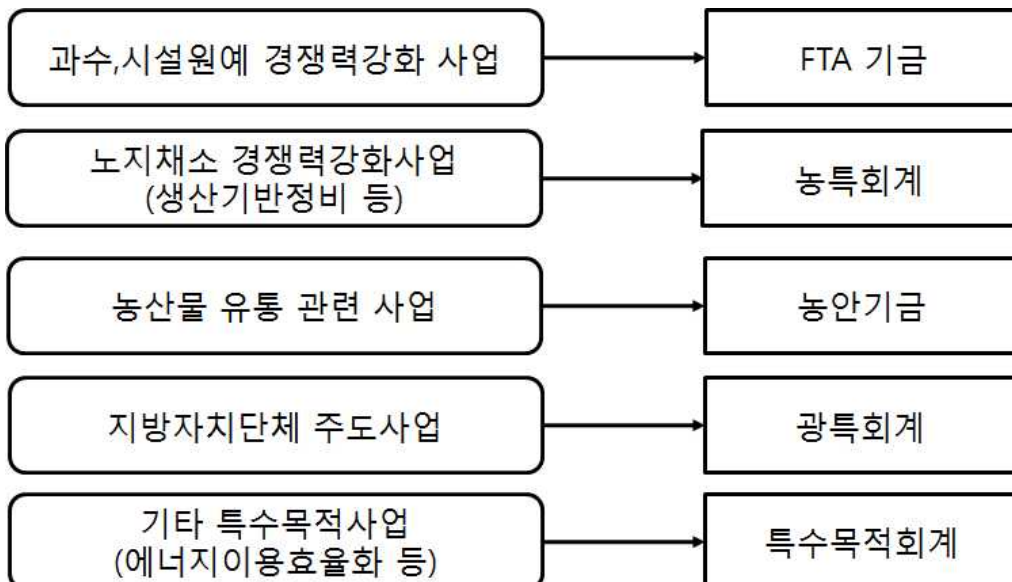 과수,시설원예 경쟁력강화 사업
FTA 기금
노지채소 경쟁력강화사업
(생산기반정비 등)
농특회계
농산물 유통 관련 사업
농안기금
지방자치단체 주도사업
광특회계
기타 특수목적사업
(에너지이용효율화 등)
특수목적회계